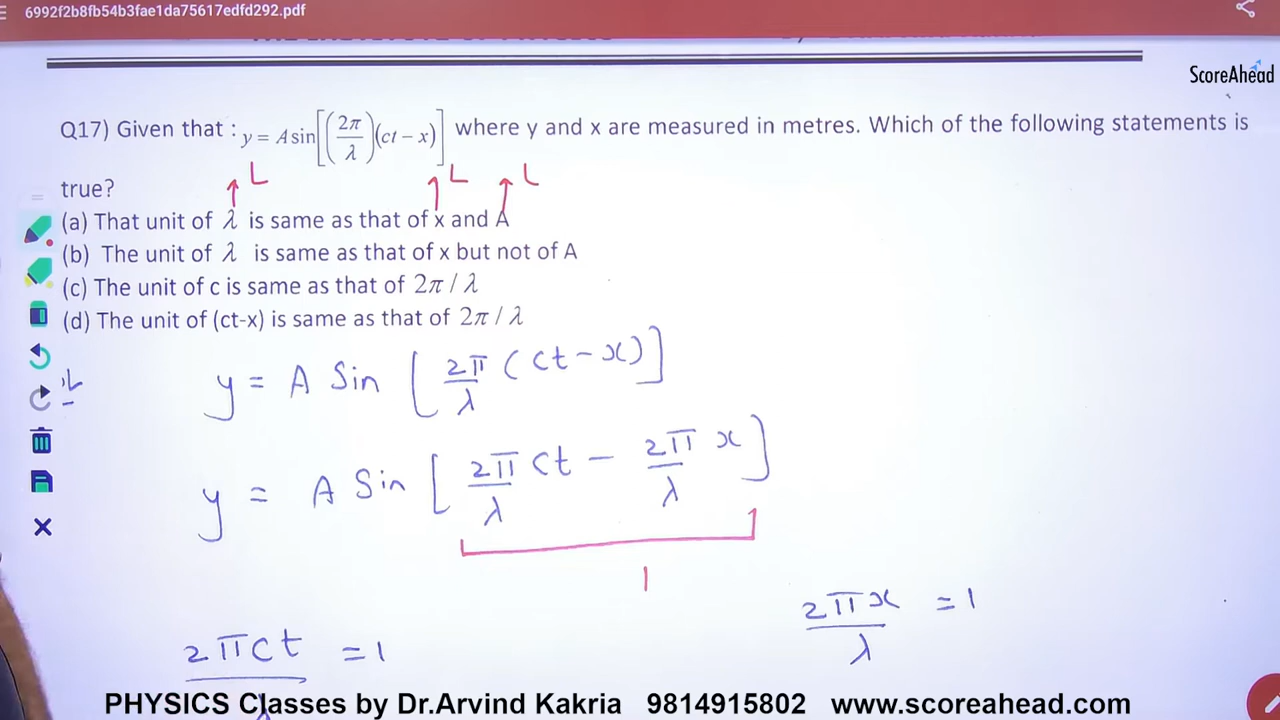 6992f2b8fb54b3fae1da75617edfd292.pdf
ScoreAhead
Q17) Given that : y = A sin[(2π/λ)(ct − x)] where y and x are measured in metres. Which of the following statements is
true?
L L L
(a) That unit of λ is same as that of x and A
(b) The unit of λ is same as that of x but not of A
(c) The unit of c is same as that of 2π / λ
(d) The unit of (ct-x) is same as that of 2π / λ
y = A Sin [2π/λ (ct − x)]
y = A Sin [2π/λ ct − 2π/λ x]
1
2πx/λ = 1
2πct = 1
PHYSICS Classes by Dr.Arvind Kakria 9814915802 www.scoreahead.com